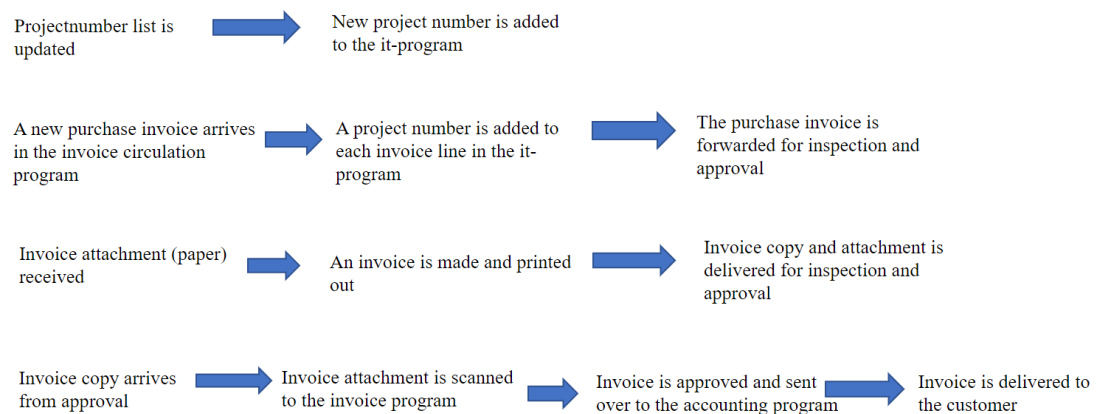 Projectnumber list is
updated
New project number is added
to the it-program
A new purchase invoice arrives
in the invoice circulation
program
A project number is added to
each invoice line in the it-
program
The purchase invoice is
forwarded for inspection and
approval
Invoice attachment (paper)
received
An invoice is made and printed
out
Invoice copy and attachment is
delivered for inspection and
approval
Invoice copy arrives
from approval
Invoice attachment is scanned
to the invoice program
Invoice is approved and sent
over to the accounting program
Invoice is delivered to
the customer